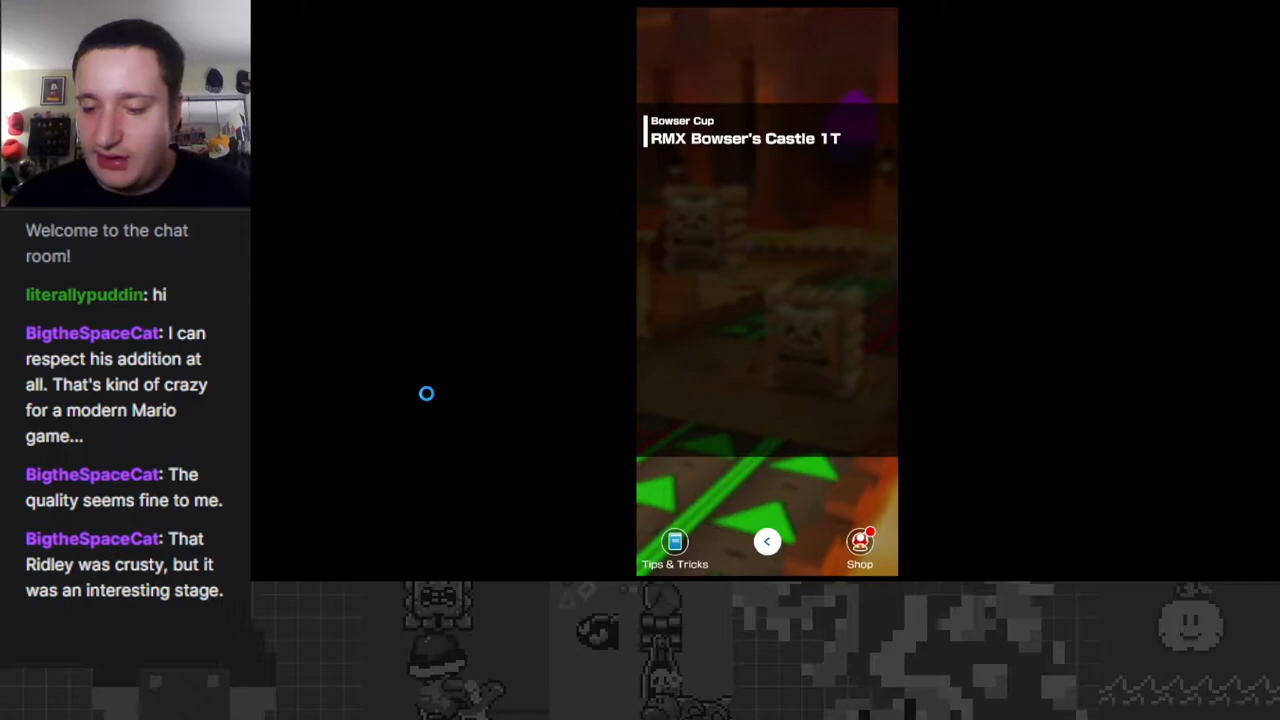 Welcome to the chat
room!
literallypuddin: hi
BigtheSpaceCat: I can
respect his addition at
all. That's kind of crazy
for a modern Mario
game...
BigtheSpaceCat: The
quality seems fine to me.
BigtheSpaceCat: That
Ridley was crusty, but it
was an interesting stage.
Bowser Cup
RMX Bowser's Castle 1T
Tips & Tricks
Shop